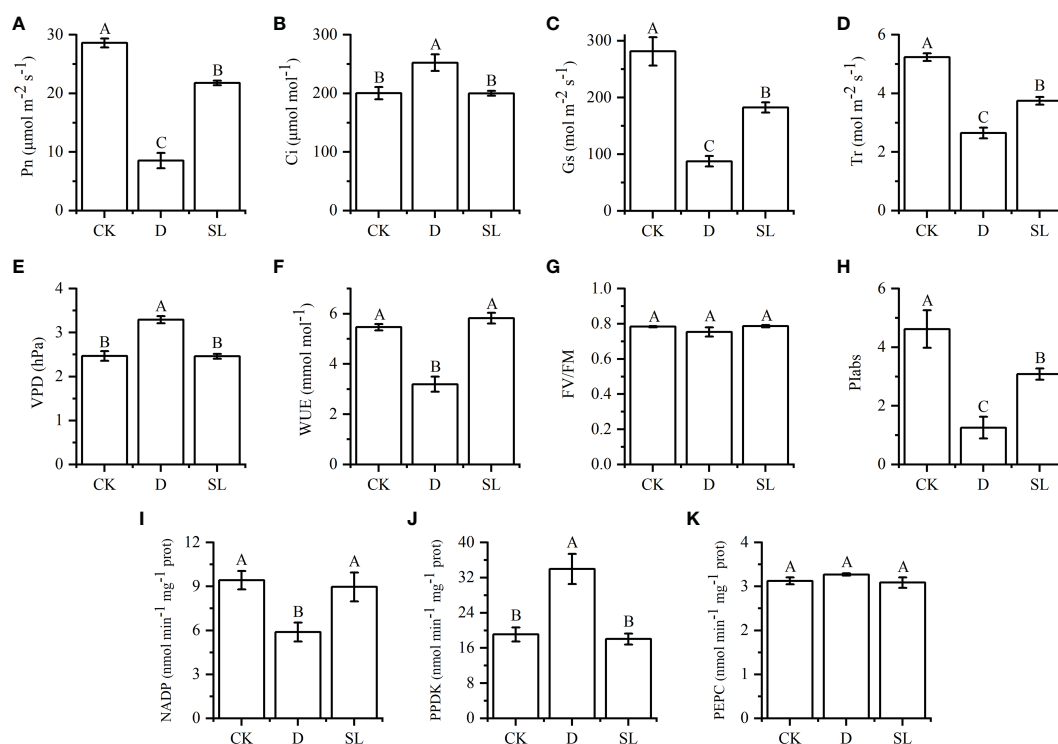 A
Pn (μmol m⁻² s⁻¹)
30
20
10
0
A
C
B
CK D SL
B
Ci (μmol mol⁻¹)
300
200
100
0
B
A
B
CK D SL
C
Gs (mol m⁻² s⁻¹)
300
200
100
0
A
C
B
CK D SL
D
Tr (mol m⁻² s⁻¹)
6
4
2
0
A
C
B
CK D SL
E
VPD (hPa)
4
3
2
1
0
B
A
B
CK D SL
F
WUE (mmol mol⁻¹)
6
4
2
0
A
B
A
CK D SL
G
FV/FM
1.0
0.8
0.6
0.4
0.2
0.0
A
A
A
CK D SL
H
PIabs
6
4
2
0
A
C
B
CK D SL
I
NADP (nmol min⁻¹ mg⁻¹ prot)
12
9
6
3
0
A
B
A
CK D SL
J
PPDK (nmol min⁻¹ mg⁻¹ prot)
40
32
24
16
8
0
B
A
B
CK D SL
K
PEPC (nmol min⁻¹ mg⁻¹ prot)
4
3
2
1
0
A
A
A
CK D SL